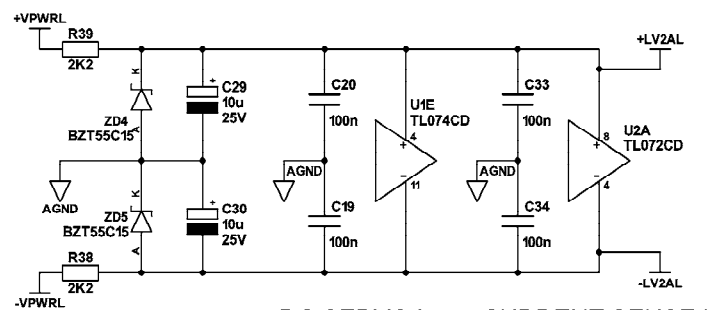 +VPWRL
R39
2K2
+LV2AL
K
ZD4
BZT55C15
A
+
C29
10u
25V
C20
100n
U1E
TL074CD
4
+
-
11
C33
100n
U2A
TL072CD
8
+
-
4
AGND
AGND
AGND
K
ZD5
BZT55C15
A
+
C30
10u
25V
C19
100n
C34
100n
R38
2K2
-VPWRL
-LV2AL